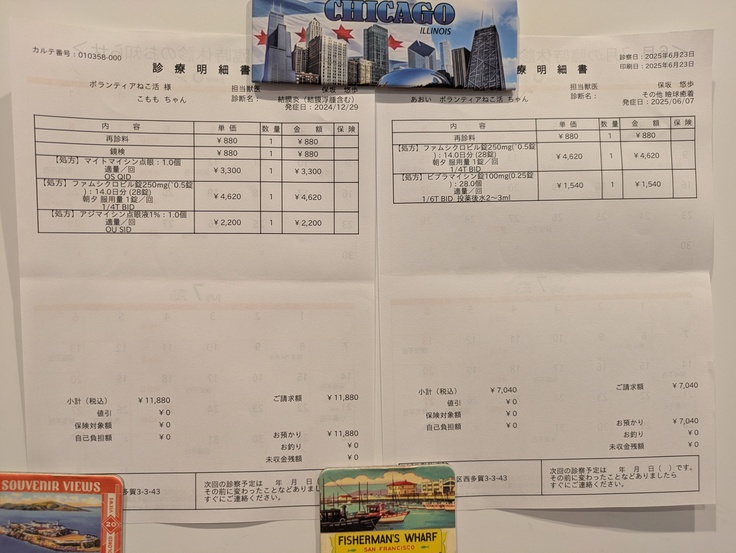 CHICAGO
ILLINOIS
カルテ番号：010358-000
診 療 明 細 書
ボランティアねこ活 様
こもも ちゃん
担当獣医 保坂 悠歩
診断名： 結膜炎（結膜浮腫含む）
発症日：2024/12/29
内 容 単 価 数 量 金 額 保 険
再診料 ￥880 1 ￥880
鏡検 ￥880 1 ￥880
【処方】マイトマイシン点眼：1.0個 ￥3,300 1 ￥3,300
適量／回
OS QID
【処方】ファムシクロビル錠250mg(`0.5錠 ￥4,620 1 ￥4,620
)：14.0日分 (28錠)
朝夕 服用量 1錠／回
1/4T BID
【処方】アジマイシン点眼液1%：1.0個 ￥2,200 1 ￥2,200
適量／回
OU SID
小計（税込） ￥11,880
値引 ￥0
保険対象額 ￥0
自己負担額 ￥0
ご請求額 ￥11,880
お預かり ￥11,880
お釣り ￥0
未収金残額 ￥0
多賀3-3-43
次回の診察予定は 年 月 日（ ）です。
その前に変わったことなどありまし
すぐにご連絡ください。
診察日：2025年6月23日
印刷日：2025年6月23日
細 書
あおい ボランティアねこ活 ちゃん
担当獣医 保坂 悠歩
診断名： その他 瞼球癒着
発症日：2025/06/07
内 容 単 価 数 量 金 額 保 険
再診料 ￥880 1 ￥880
【処方】ファムシクロビル錠250mg(`0.5錠 ￥4,620 1 ￥4,620
)：14.0日分 (28錠)
朝夕 服用量 1錠／回
1/4T BID
【処方】ビブラマイシン錠100mg(0.25錠 ￥1,540 1 ￥1,540
)：28.0個
1/6T BID 投薬後水2～3ml
小計（税込） ￥7,040
値引 ￥0
保険対象額 ￥0
自己負担額 ￥0
ご請求額 ￥7,040
お預かり ￥7,040
お釣り ￥0
未収金残額 ￥0
区西多賀3-3-43
次回の診察予定は 年 月 日（ ）です。
その前に変わったことなどありましたら
すぐにご連絡ください。
SOUVENIR VIEWS
20
FISHERMAN'S WHARF
SAN FRANCISCO